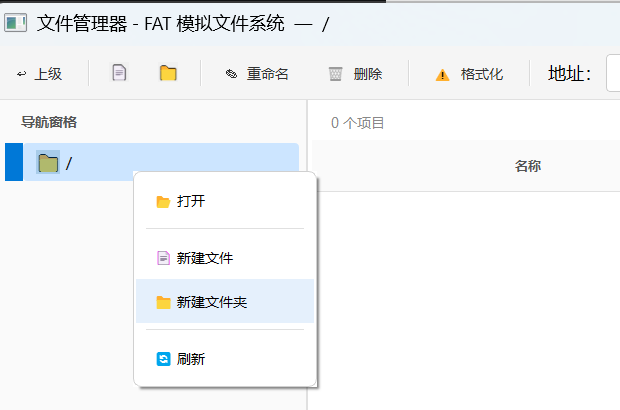 文件管理器 - FAT 模拟文件系统 — /
上级
重命名
删除
格式化
地址：
导航窗格
0 个项目
/
名称
打开
新建文件
新建文件夹
刷新